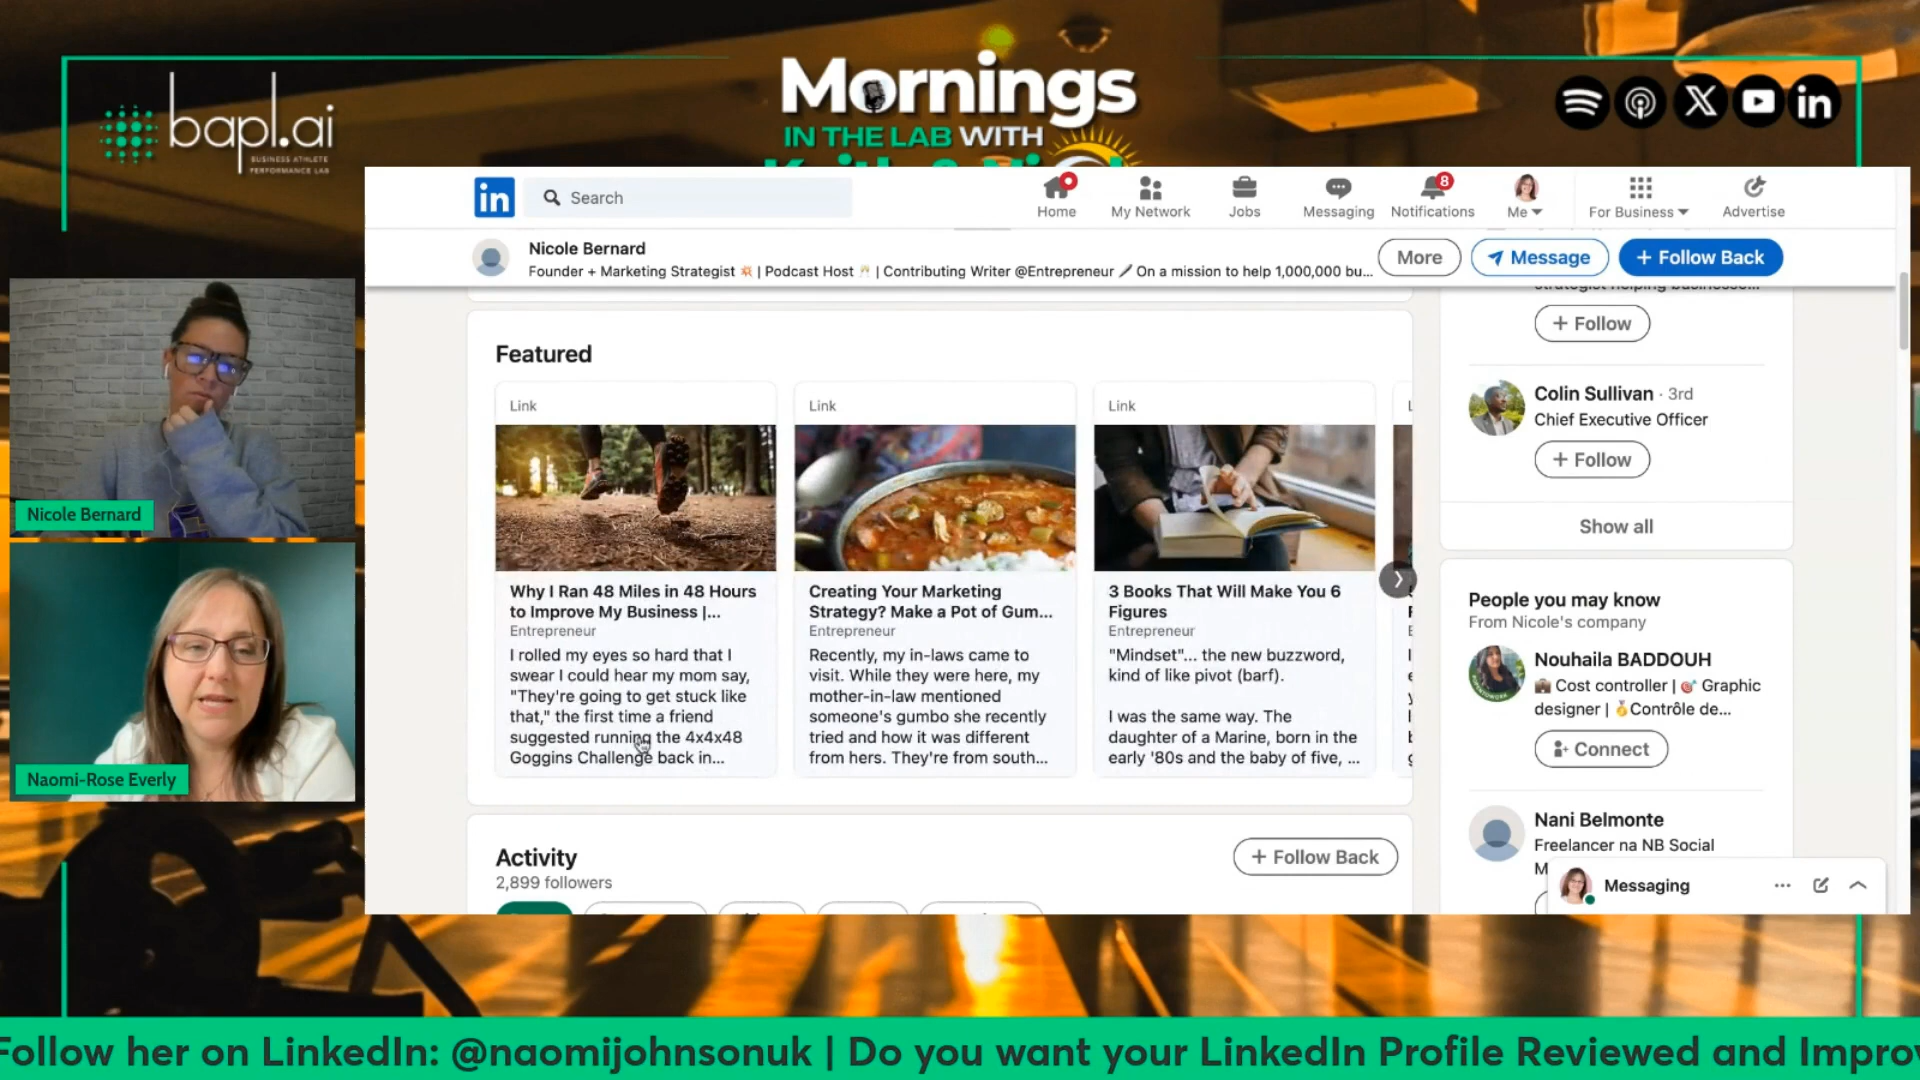 bapl.ai
BUSINESS ATHLETE
PERFORMANCE LAB
Mornings
IN THE LAB WITH
X
in
in
Search
Home
My Network
Jobs
Messaging
8
Notifications
Me
For Business
Advertise
Nicole Bernard
Founder + Marketing Strategist 💥 | Podcast Host 🥂 | Contributing Writer @Entrepreneur 🖊 On a mission to help 1,000,000 bu...
More
Message
+ Follow Back
Featured
Link
Why I Ran 48 Miles in 48 Hours
to Improve My Business |...
Entrepreneur
I rolled my eyes so hard that I
swear I could hear my mom say,
"They're going to get stuck like
that," the first time a friend
suggested running the 4x4x48
Goggins Challenge back in...
Link
Creating Your Marketing
Strategy? Make a Pot of Gum...
Entrepreneur
Recently, my in-laws came to
visit. While they were here, my
mother-in-law mentioned
someone's gumbo she recently
tried and how it was different
from hers. They're from south...
Link
3 Books That Will Make You 6
Figures
Entrepreneur
"Mindset"... the new buzzword,
kind of like pivot (barf).
I was the same way. The
daughter of a Marine, born in the
early '80s and the baby of five, ...
Activity
2,899 followers
+ Follow Back
+ Follow
Colin Sullivan · 3rd
Chief Executive Officer
+ Follow
Show all
People you may know
From Nicole's company
Nouhaila BADDOUH
💼 Cost controller | 🎯 Graphic
designer | 🏅Contrôle de...
Connect
Nani Belmonte
Freelancer na NB Social
Messaging
Nicole Bernard
Naomi-Rose Everly
Follow her on LinkedIn: @naomijohnsonuk | Do you want your LinkedIn Profile Reviewed and Improv